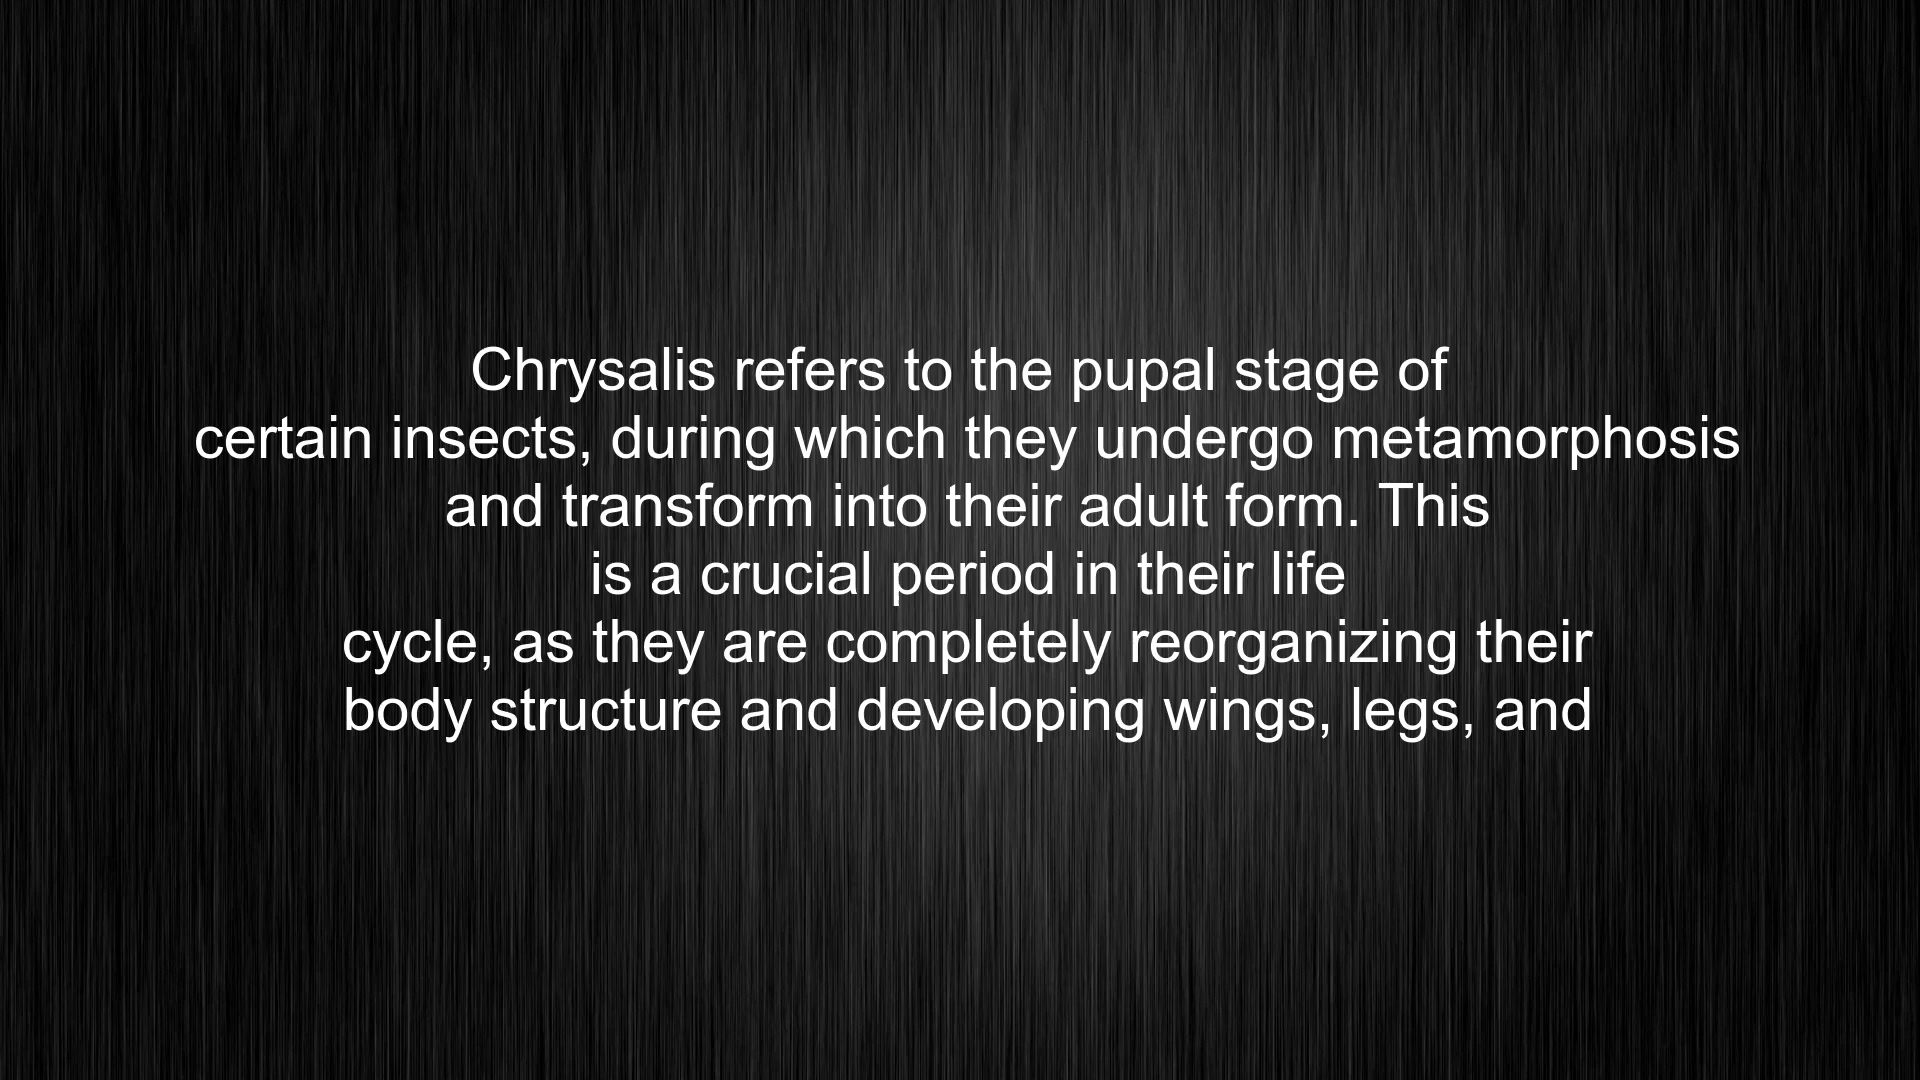 Chrysalis refers to the pupal stage of
certain insects, during which they undergo metamorphosis
and transform into their adult form. This
is a crucial period in their life
cycle, as they are completely reorganizing their
body structure and developing wings, legs, and